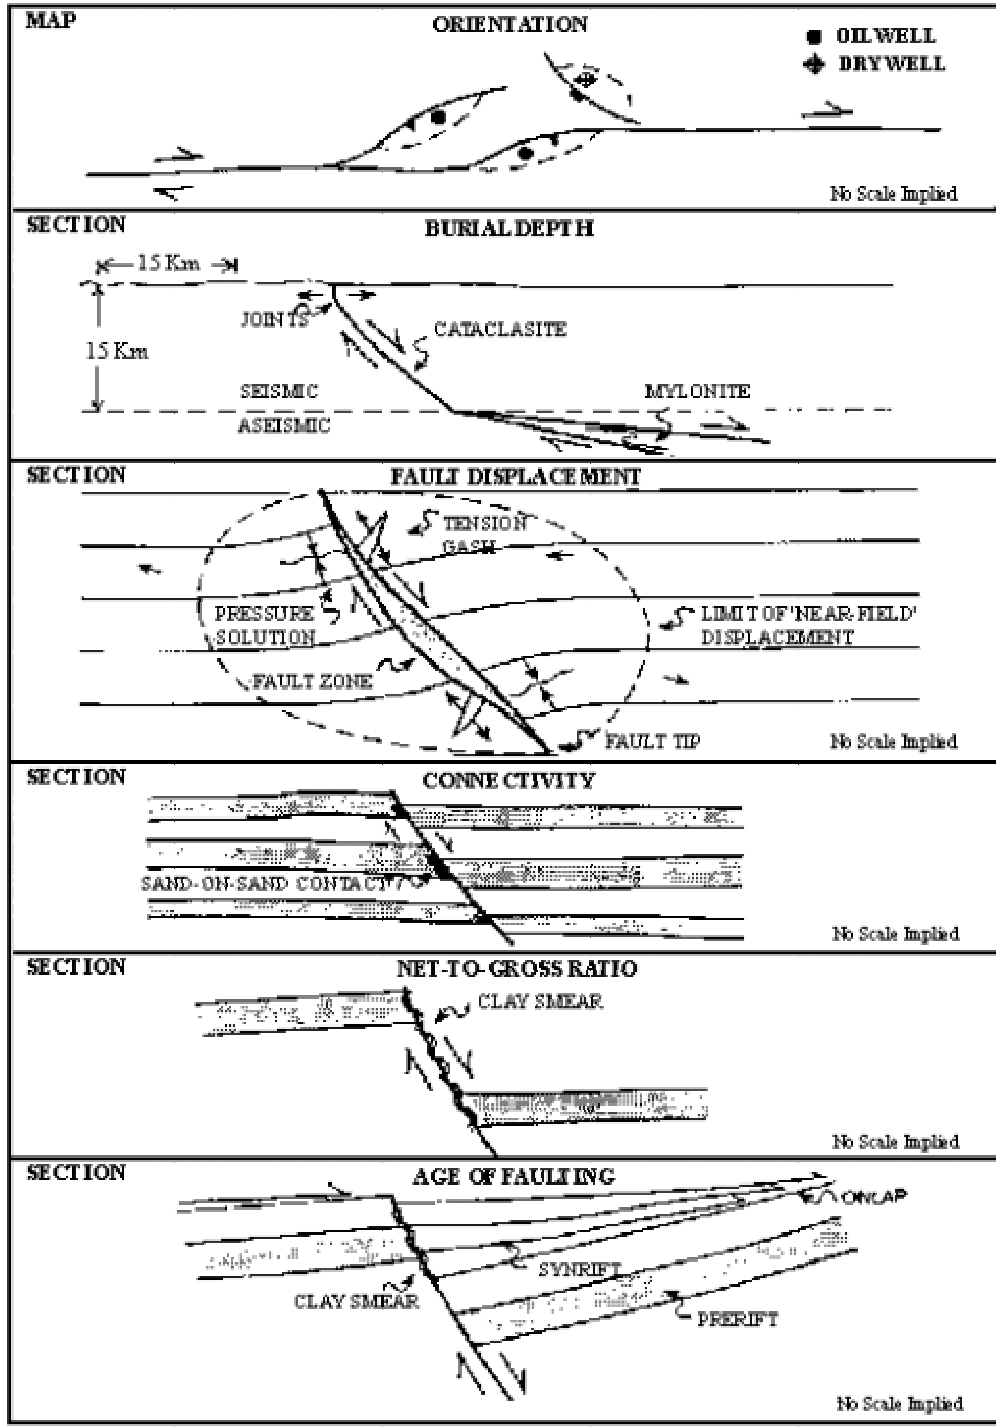 MAP
ORIENTATION
OIL WELL
DRY WELL
No Scale Implied
SECTION
BURIAL DEPTH
15 Km
JOINTS
CATACLASITE
15 Km
SEISMIC
MYLONITE
ASEISMIC
SECTION
FAULT DISPLACEMENT
TENSION
GASH
PRESSURE
SOLUTION
LIMIT OF 'NEAR-FIELD'
DISPLACEMENT
FAULT ZONE
FAULT TIP
No Scale Implied
SECTION
CONNECTIVITY
SAND-ON-SAND CONTACT
No Scale Implied
SECTION
NET-TO-GROSS RATIO
CLAY SMEAR
No Scale Implied
SECTION
AGE OF FAULTING
ONLAP
SYNRIFT
CLAY SMEAR
PRERIFT
No Scale Implied